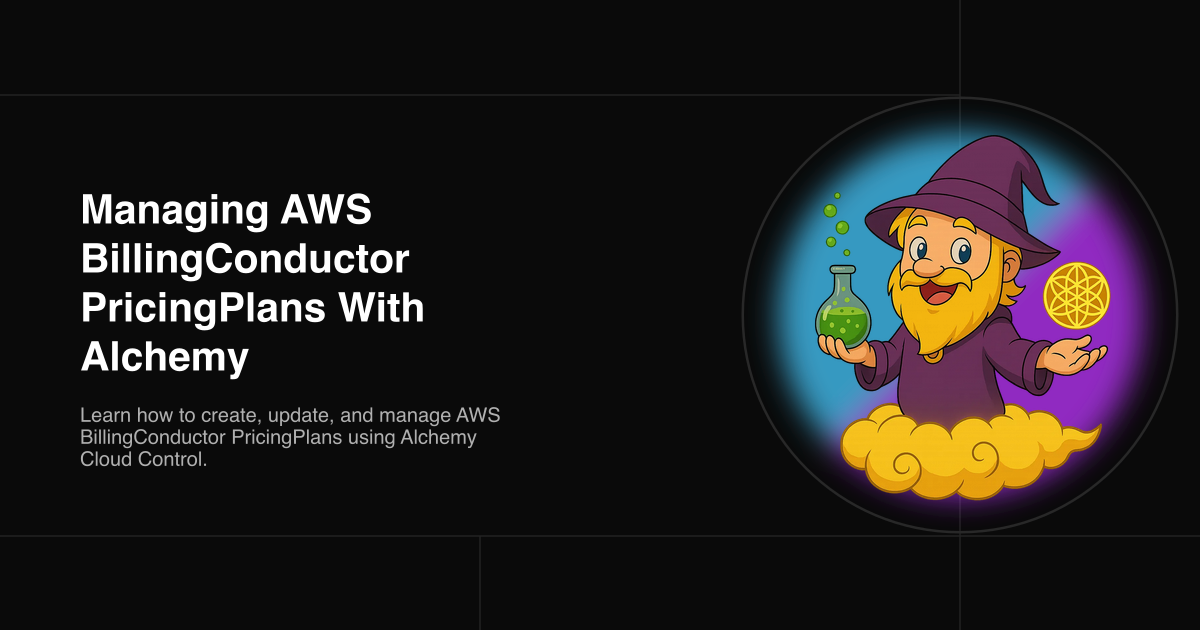 Managing AWS
BillingConductor
PricingPlans With
Alchemy
Learn how to create, update, and manage AWS
BillingConductor PricingPlans using Alchemy
Cloud Control.